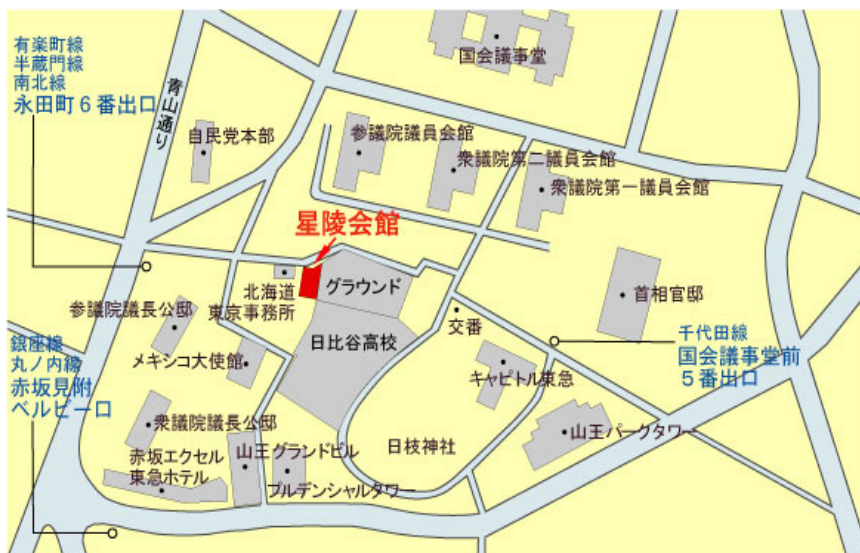 有楽町線
半蔵門線
南北線
永田町６番出口
青山通り
国会議事堂
自民党本部
参議院議員会館
衆議院第二議員会館
衆議院第一議員会館
星陵会館
北海道
東京事務所
グラウンド
首相官邸
参議院議長公邸
日比谷高校
交番
千代田線
国会議事堂前
５番出口
銀座線
丸ノ内線
赤坂見附
ベルビー口
メキシコ大使館
キャピトル東急
衆議院議長公邸
日枝神社
山王パークタワー
赤坂エクセル
東急ホテル
山王グランドビル
プルデンシャルタワー